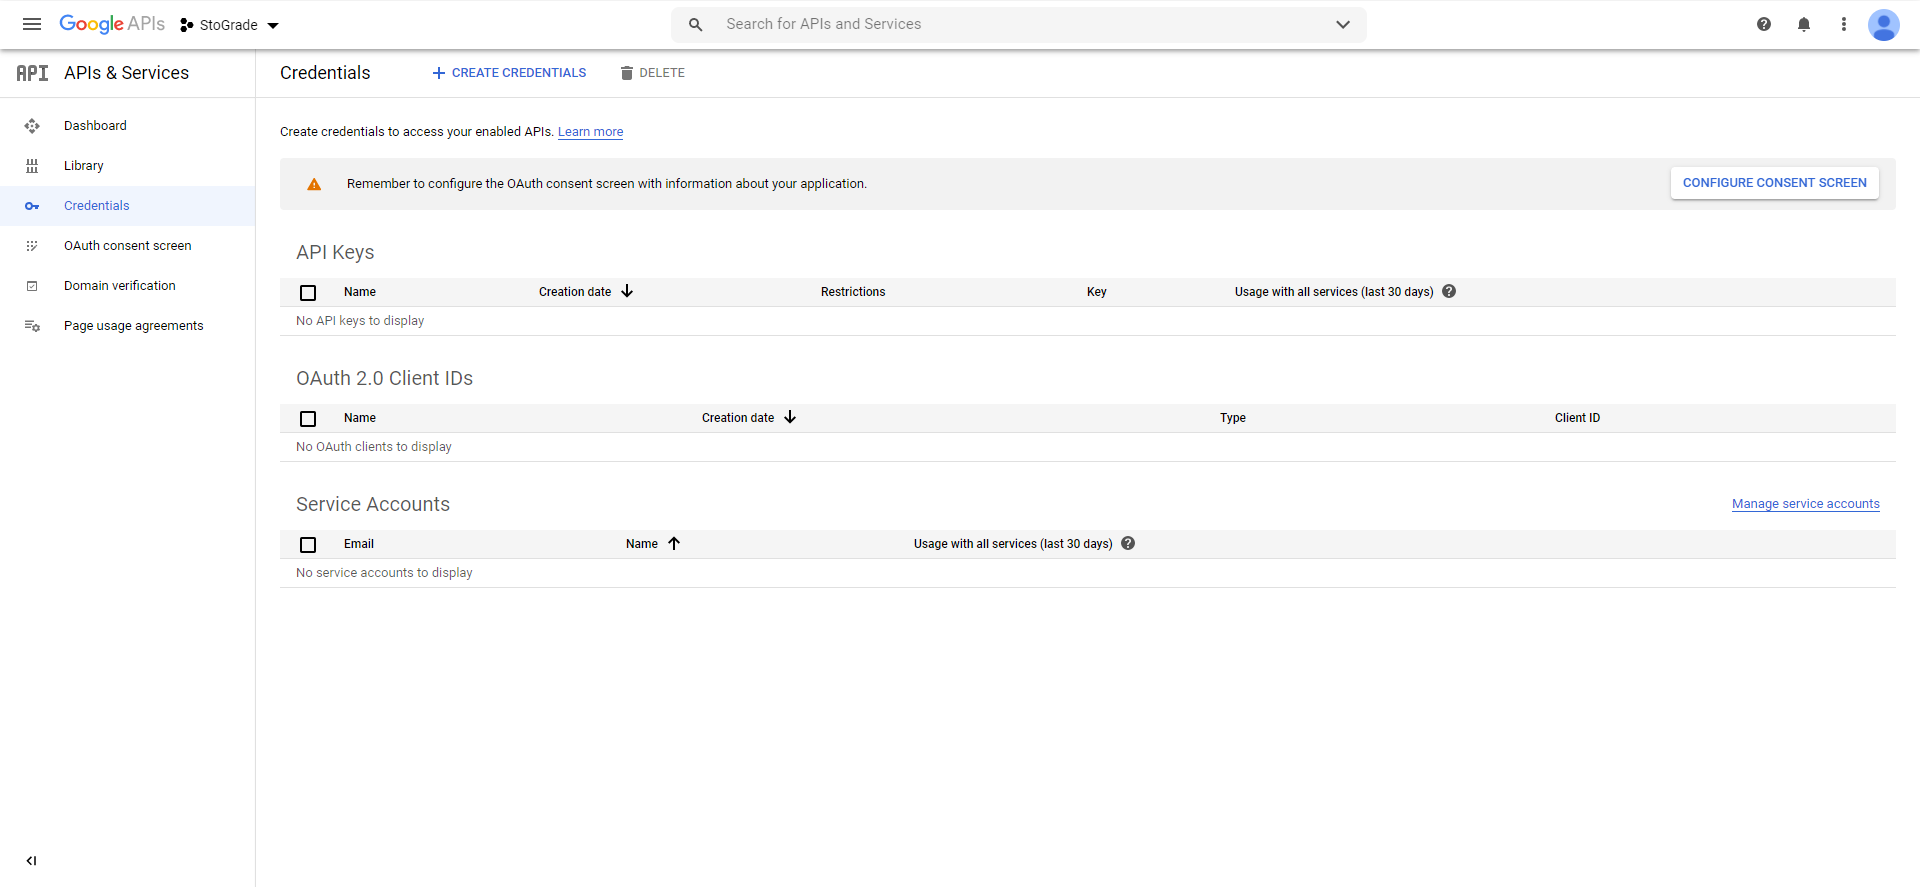 Google APIs StoGrade Search for APIs and Services
API APIs & Services Credentials CREATE CREDENTIALS DELETE
Dashboard
Library
Credentials
OAuth consent screen
Domain verification
Page usage agreements
Create credentials to access your enabled APIs. Learn more
Remember to configure the OAuth consent screen with information about your application. CONFIGURE CONSENT SCREEN
API Keys
Name Creation date Restrictions Key Usage with all services (last 30 days)
No API keys to display
OAuth 2.0 Client IDs
Name Creation date Type Client ID
No OAuth clients to display
Service Accounts Manage service accounts
Email Name Usage with all services (last 30 days)
No service accounts to display